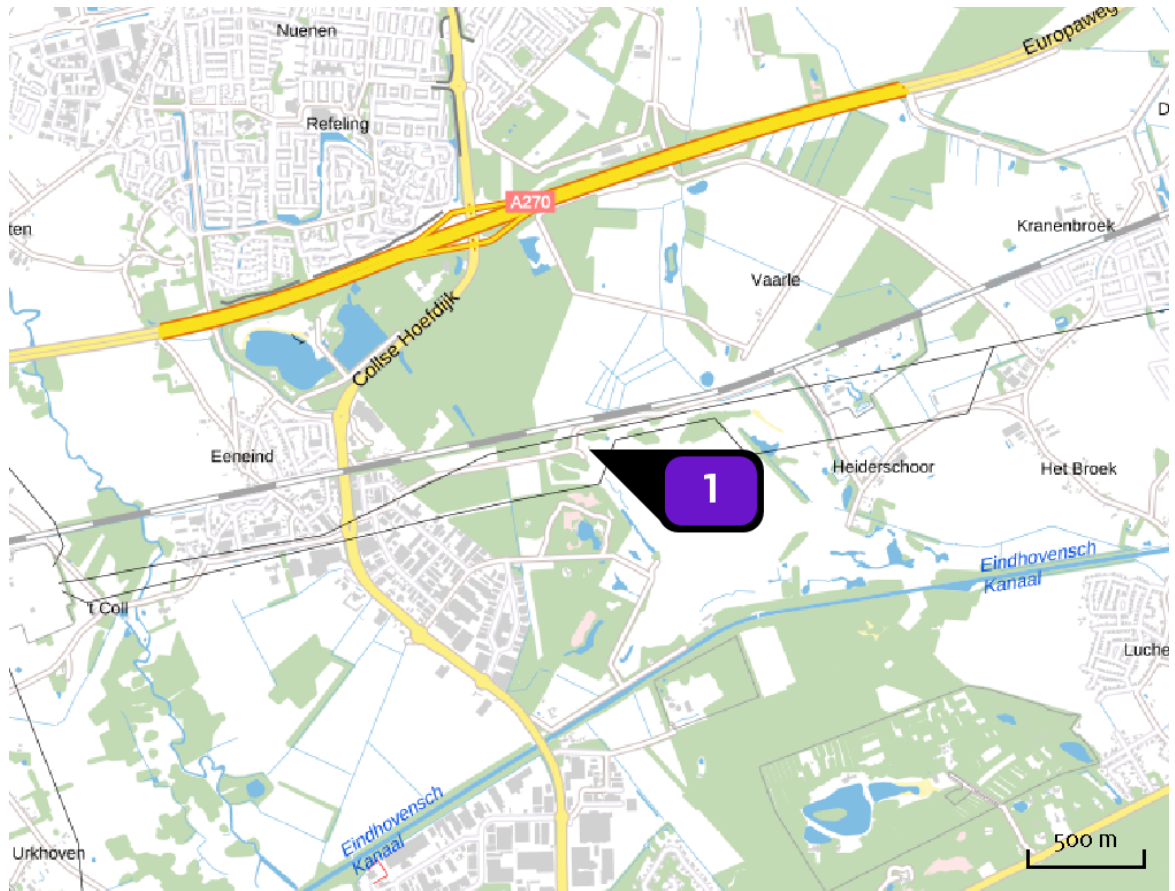 Nuenen
Europaweg
Refeling
D
A270
Kranenbroek
ten
Vaarle
Collse Hoefdijk
Eeneind
Heiderschoor
Het Broek
1
Eindhovensch
Kanaal
't Coll
Luche
Eindhovensch
Kanaal
500 m
Urkhoven